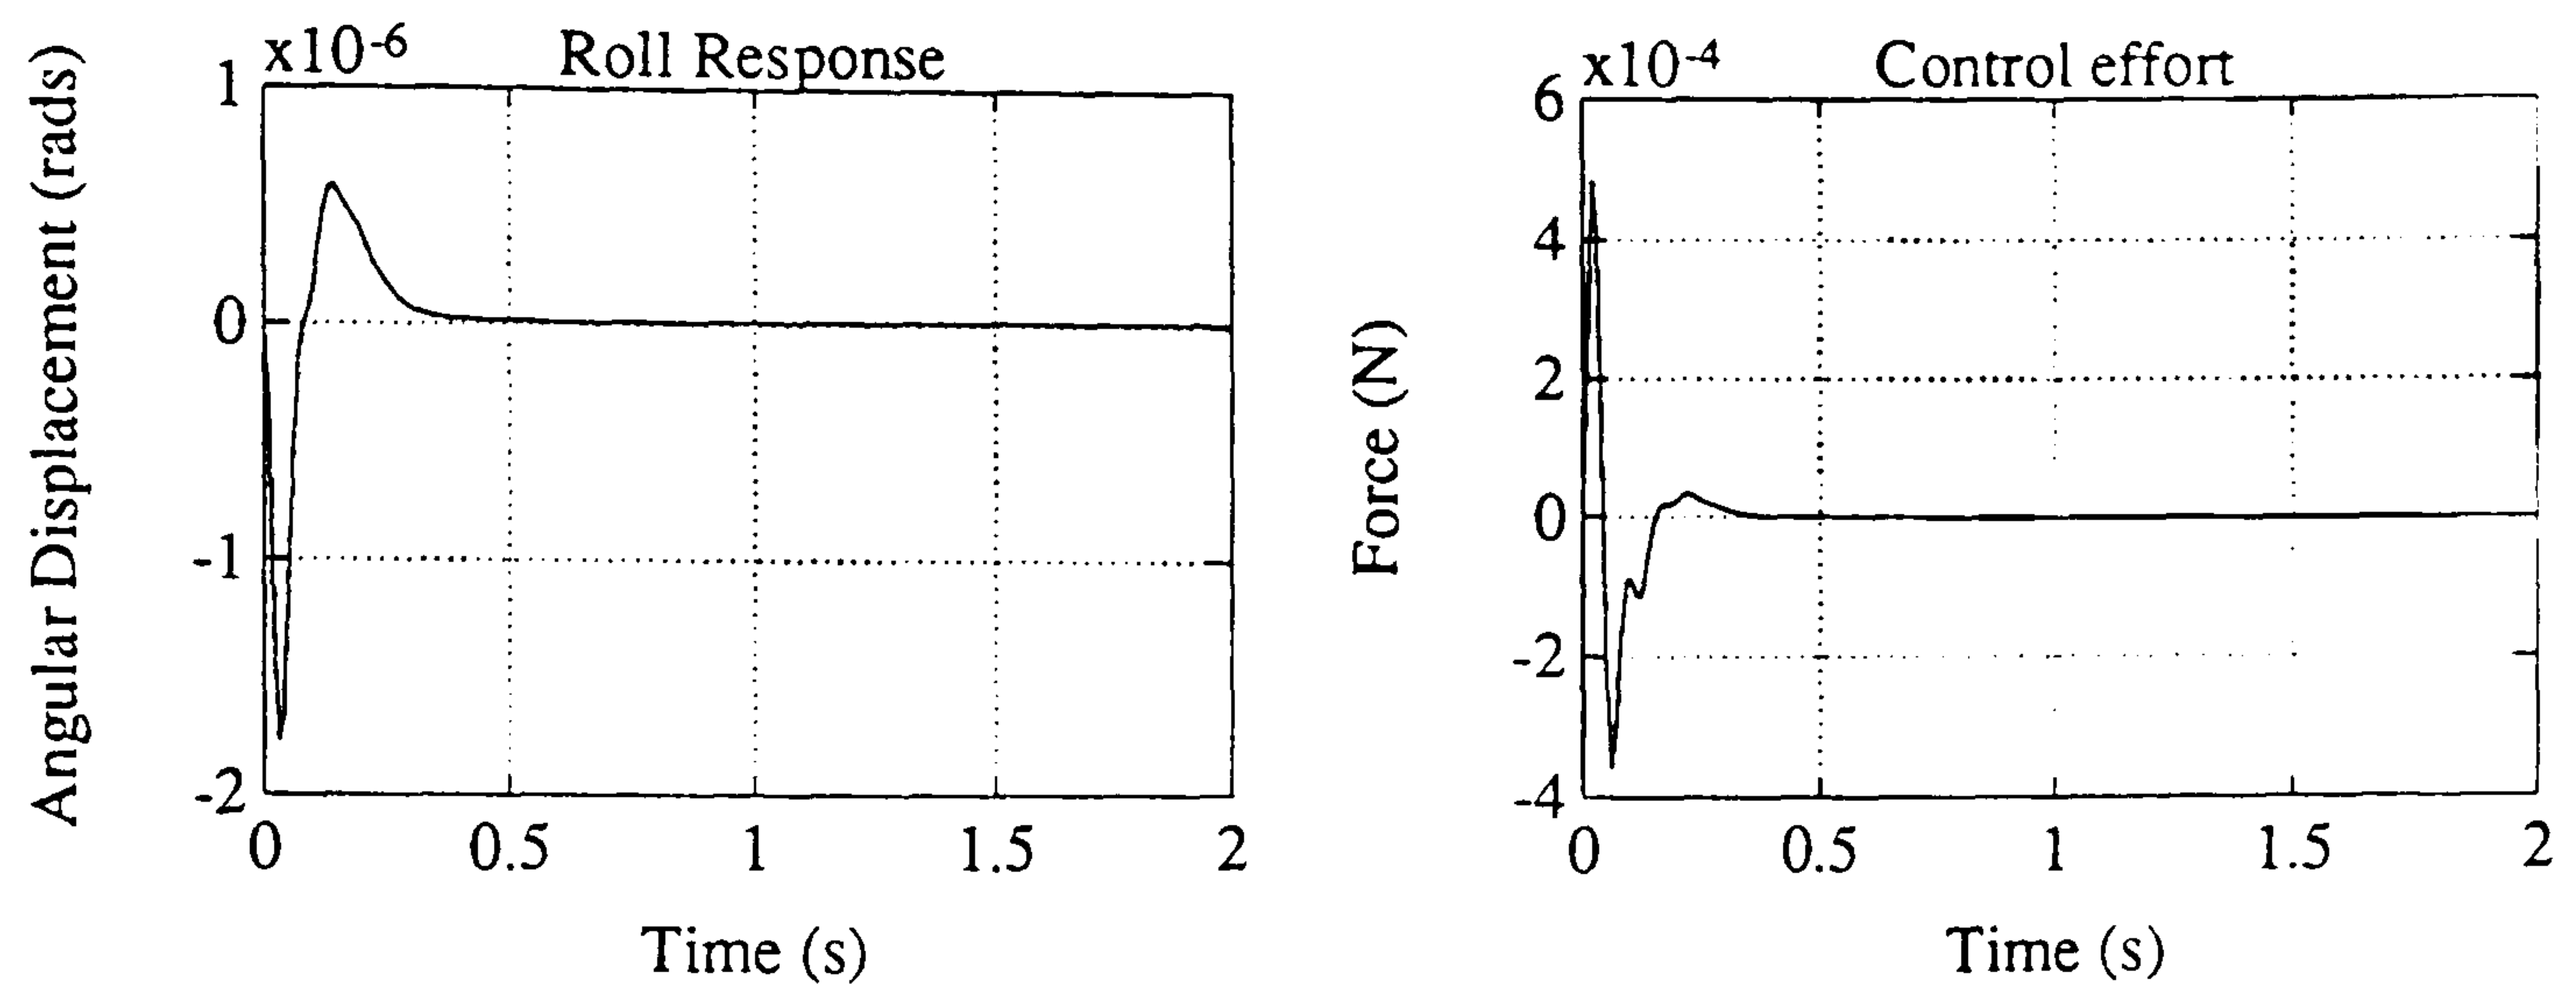 x10-6 Roll Response
1
0
-1
-2
0 0.5 1 1.5 2
Time (s)
Angular Displacement (rads)
x10-4 Control effort
6
4
2
0
-2
-4
0 0.5 1 1.5 2
Time (s)
Force (N)